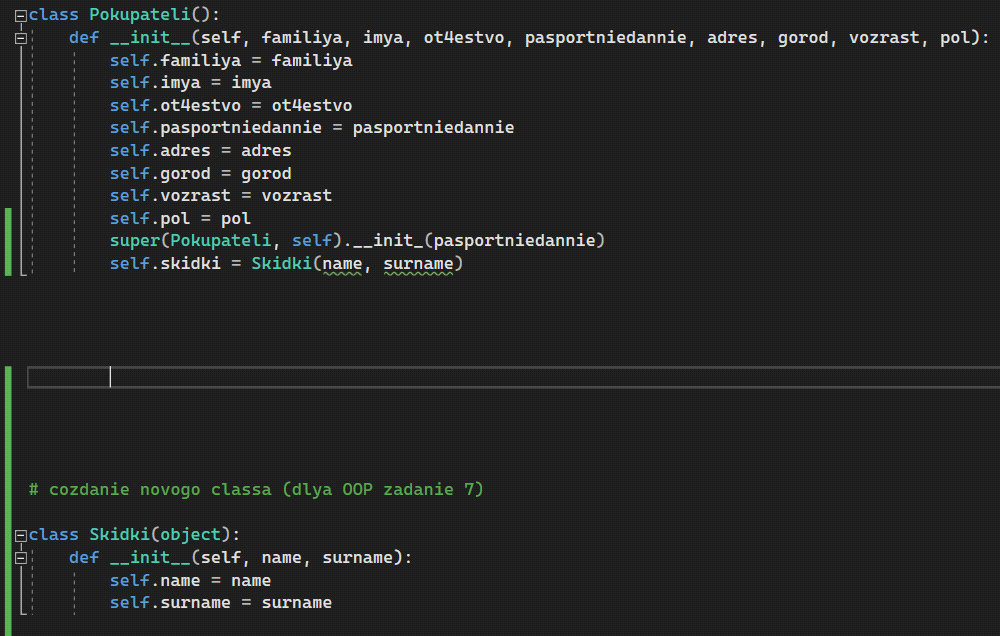 class Pokupateli():
def __init__(self, familiya, imya, ot4estvo, pasportniedannie, adres, gorod, vozrast, pol):
self.familiya = familiya
self.imya = imya
self.ot4estvo = ot4estvo
self.pasportniedannie = pasportniedannie
self.adres = adres
self.gorod = gorod
self.vozrast = vozrast
self.pol = pol
super(Pokupateli, self).__init_(pasportniedannie)
self.skidki = Skidki(name, surname)
# cozdanie novogo classa (dlya OOP zadanie 7)
class Skidki(object):
def __init__(self, name, surname):
self.name = name
self.surname = surname